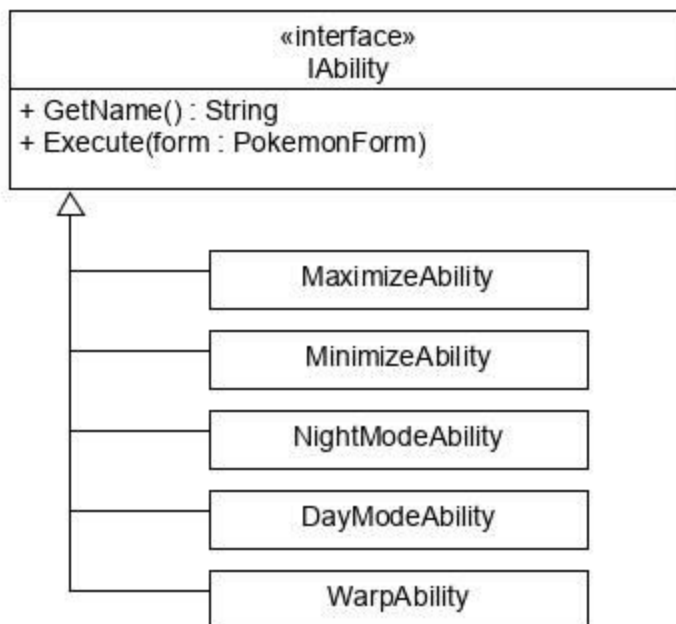 «interface»
IAbility
+ GetName() : String
+ Execute(form : PokemonForm)
MaximizeAbility
MinimizeAbility
NightModeAbility
DayModeAbility
WarpAbility